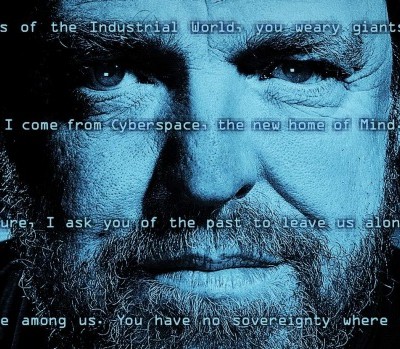 s of the Industrial World, you weary giants
I come from Cyberspace, the new home of Mind.
ure, I ask you of the past to leave us alon
e among us. You have no sovereignty where